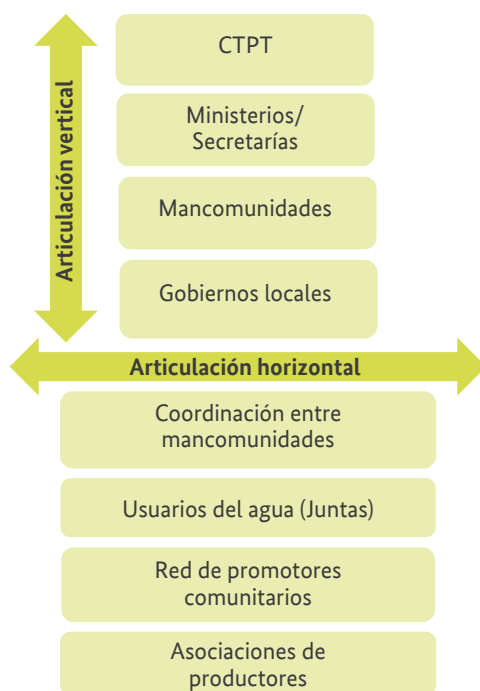 CTPT
Ministerios/
Secretarías
Mancomunidades
Gobiernos locales
Articulación vertical
Articulación horizontal
Coordinación entre
mancomunidades
Usuarios del agua (Juntas)
Red de promotores
comunitarios
Asociaciones de
productores